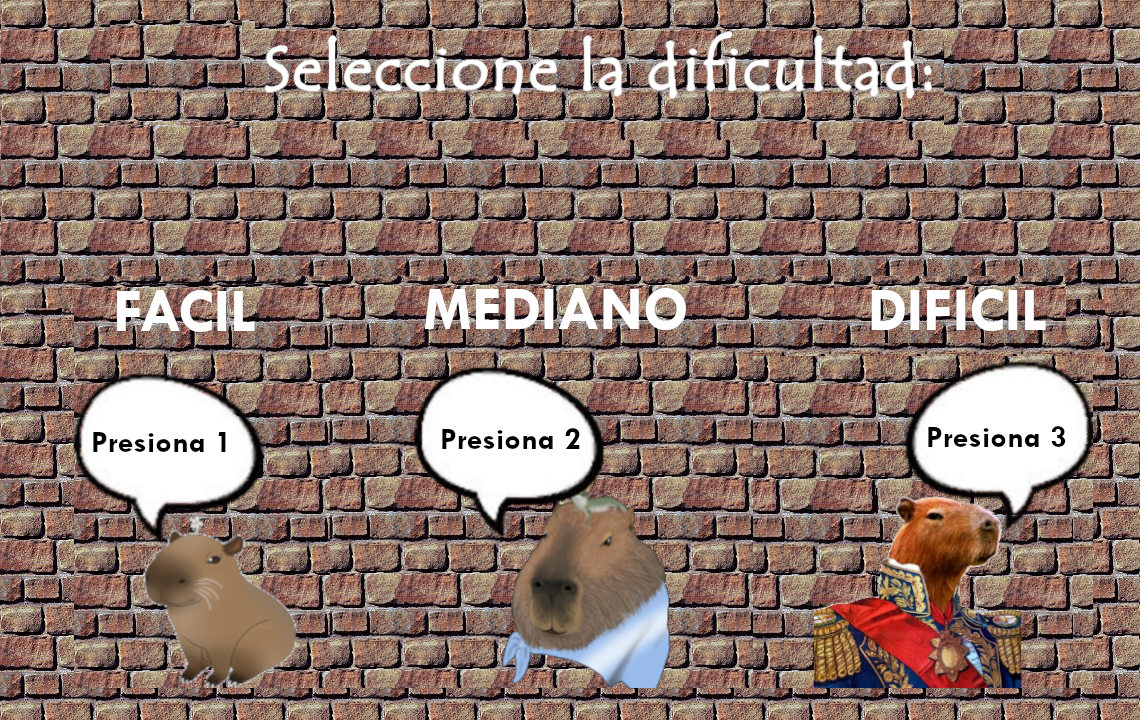 Seleccione la dificultad:
FACIL
MEDIANO
DIFICIL
Presiona 1
Presiona 2
Presiona 3